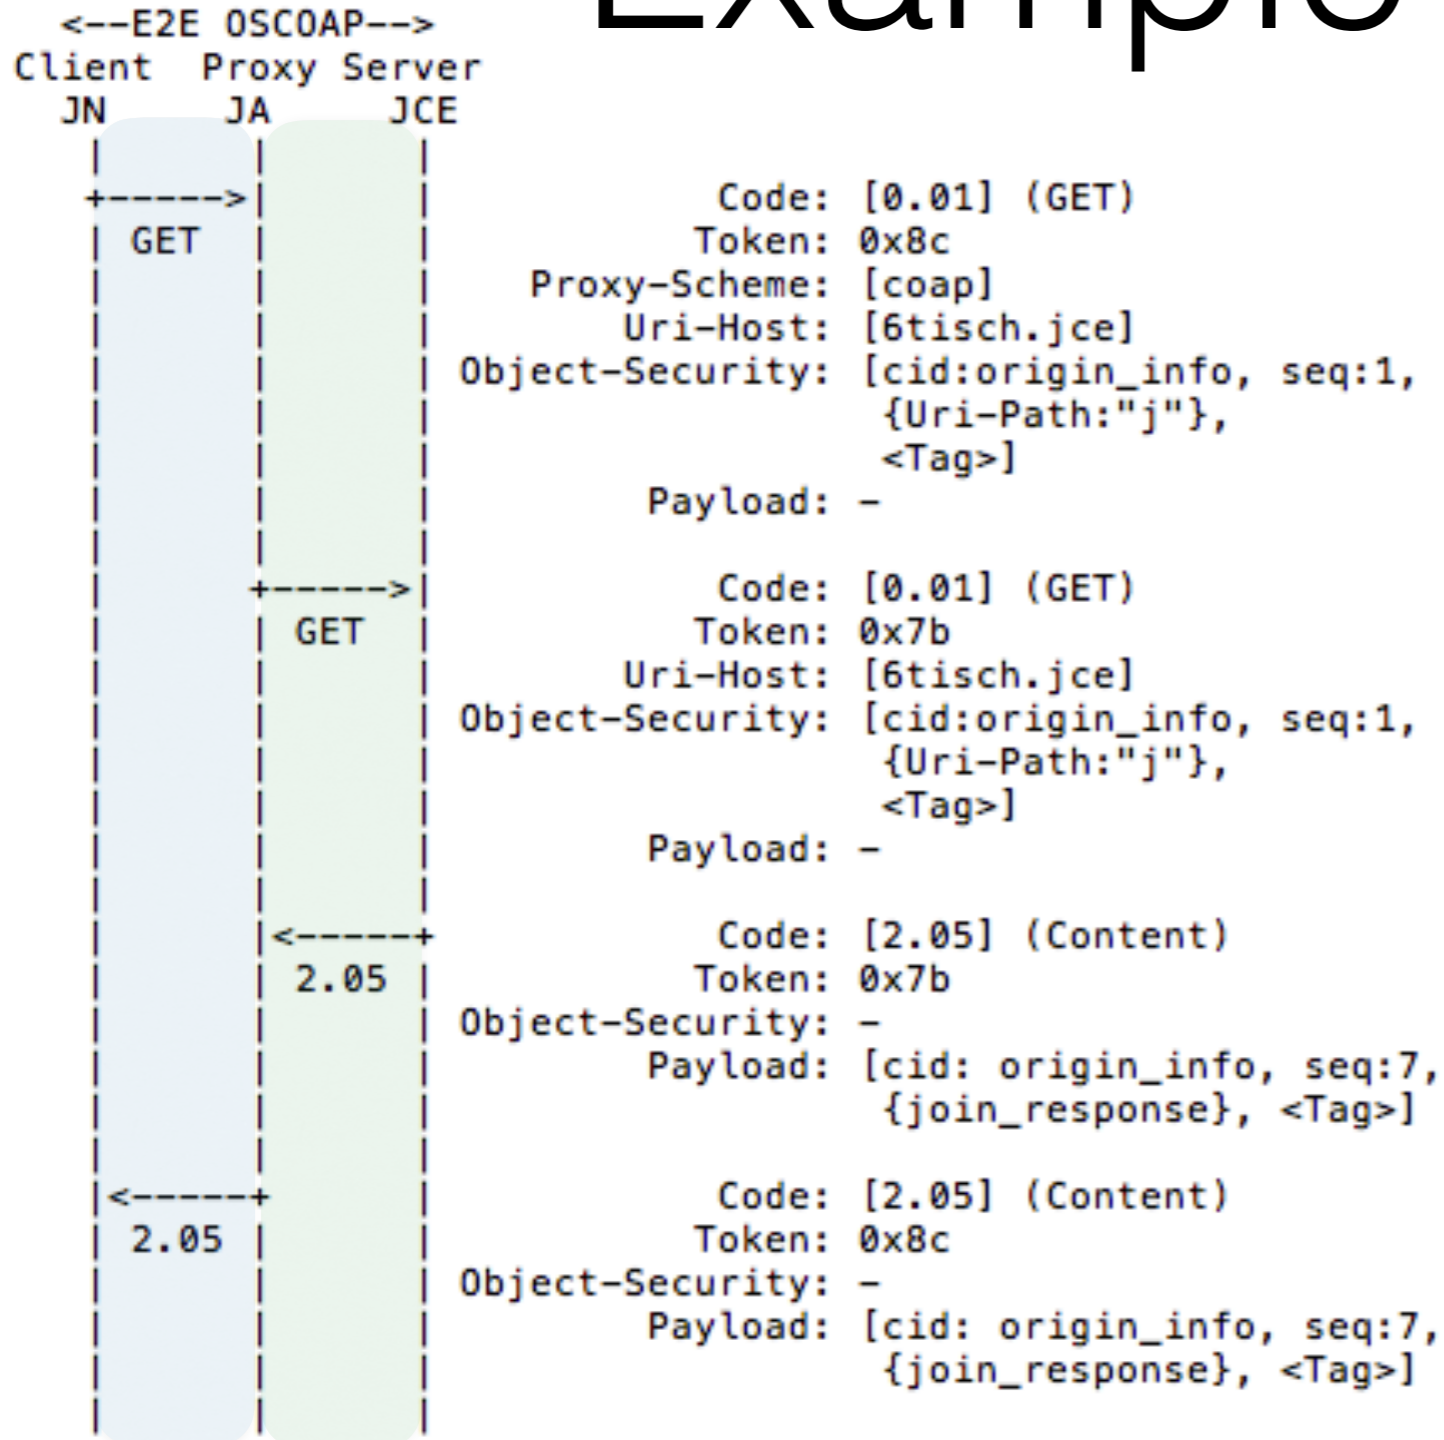 Example
<--E2E OSCOAP-->
Client Proxy Server
JN JA JCE
| | |
+----->| | Code: [0.01] (GET)
| GET | | Token: 0x8c
| | | Proxy-Scheme: [coap]
| | | Uri-Host: [6tisch.jce]
| | | Object-Security: [cid:origin_info, seq:1,
| | | {Uri-Path:"j"},
| | | <Tag>]
| | | Payload: -
| | |
| +----->| Code: [0.01] (GET)
| | GET | Token: 0x7b
| | | Uri-Host: [6tisch.jce]
| | | Object-Security: [cid:origin_info, seq:1,
| | | {Uri-Path:"j"},
| | | <Tag>]
| | | Payload: -
| | |
| |<------+ Code: [2.05] (Content)
| | 2.05 | Token: 0x7b
| | | Object-Security: -
| | | Payload: [cid: origin_info, seq:7,
| | | {join_response}, <Tag>]
| | |
|<------+ | Code: [2.05] (Content)
| 2.05 | | Token: 0x8c
| | | Object-Security: -
| | | Payload: [cid: origin_info, seq:7,
| | | {join_response}, <Tag>]
| | |